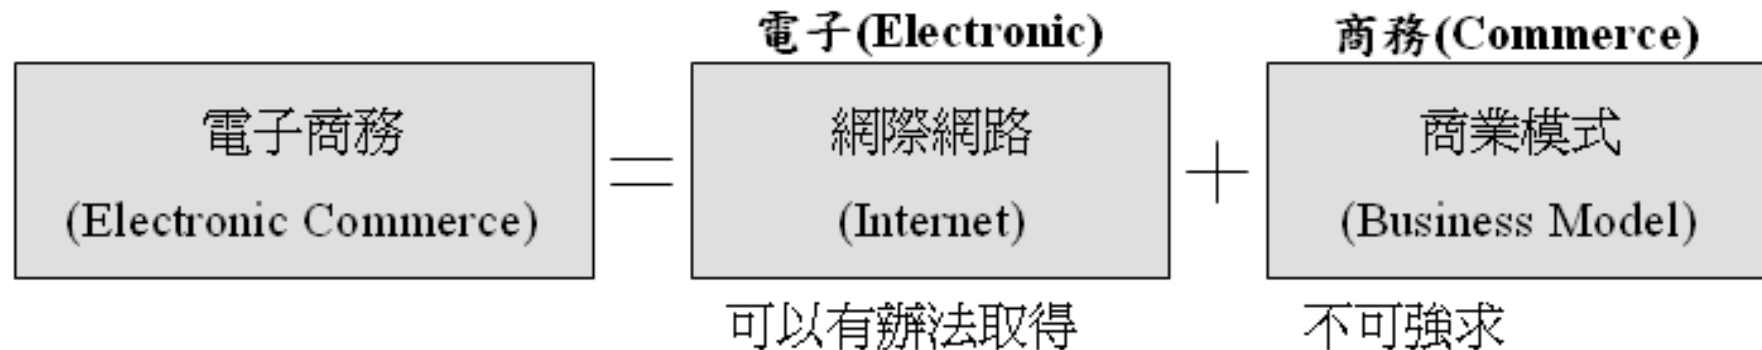 電子(Electronic) 商務(Commerce)
電子商務 = 網際網路 + 商業模式
(Electronic Commerce) (Internet) (Business Model)
可以有辦法取得 不可強求